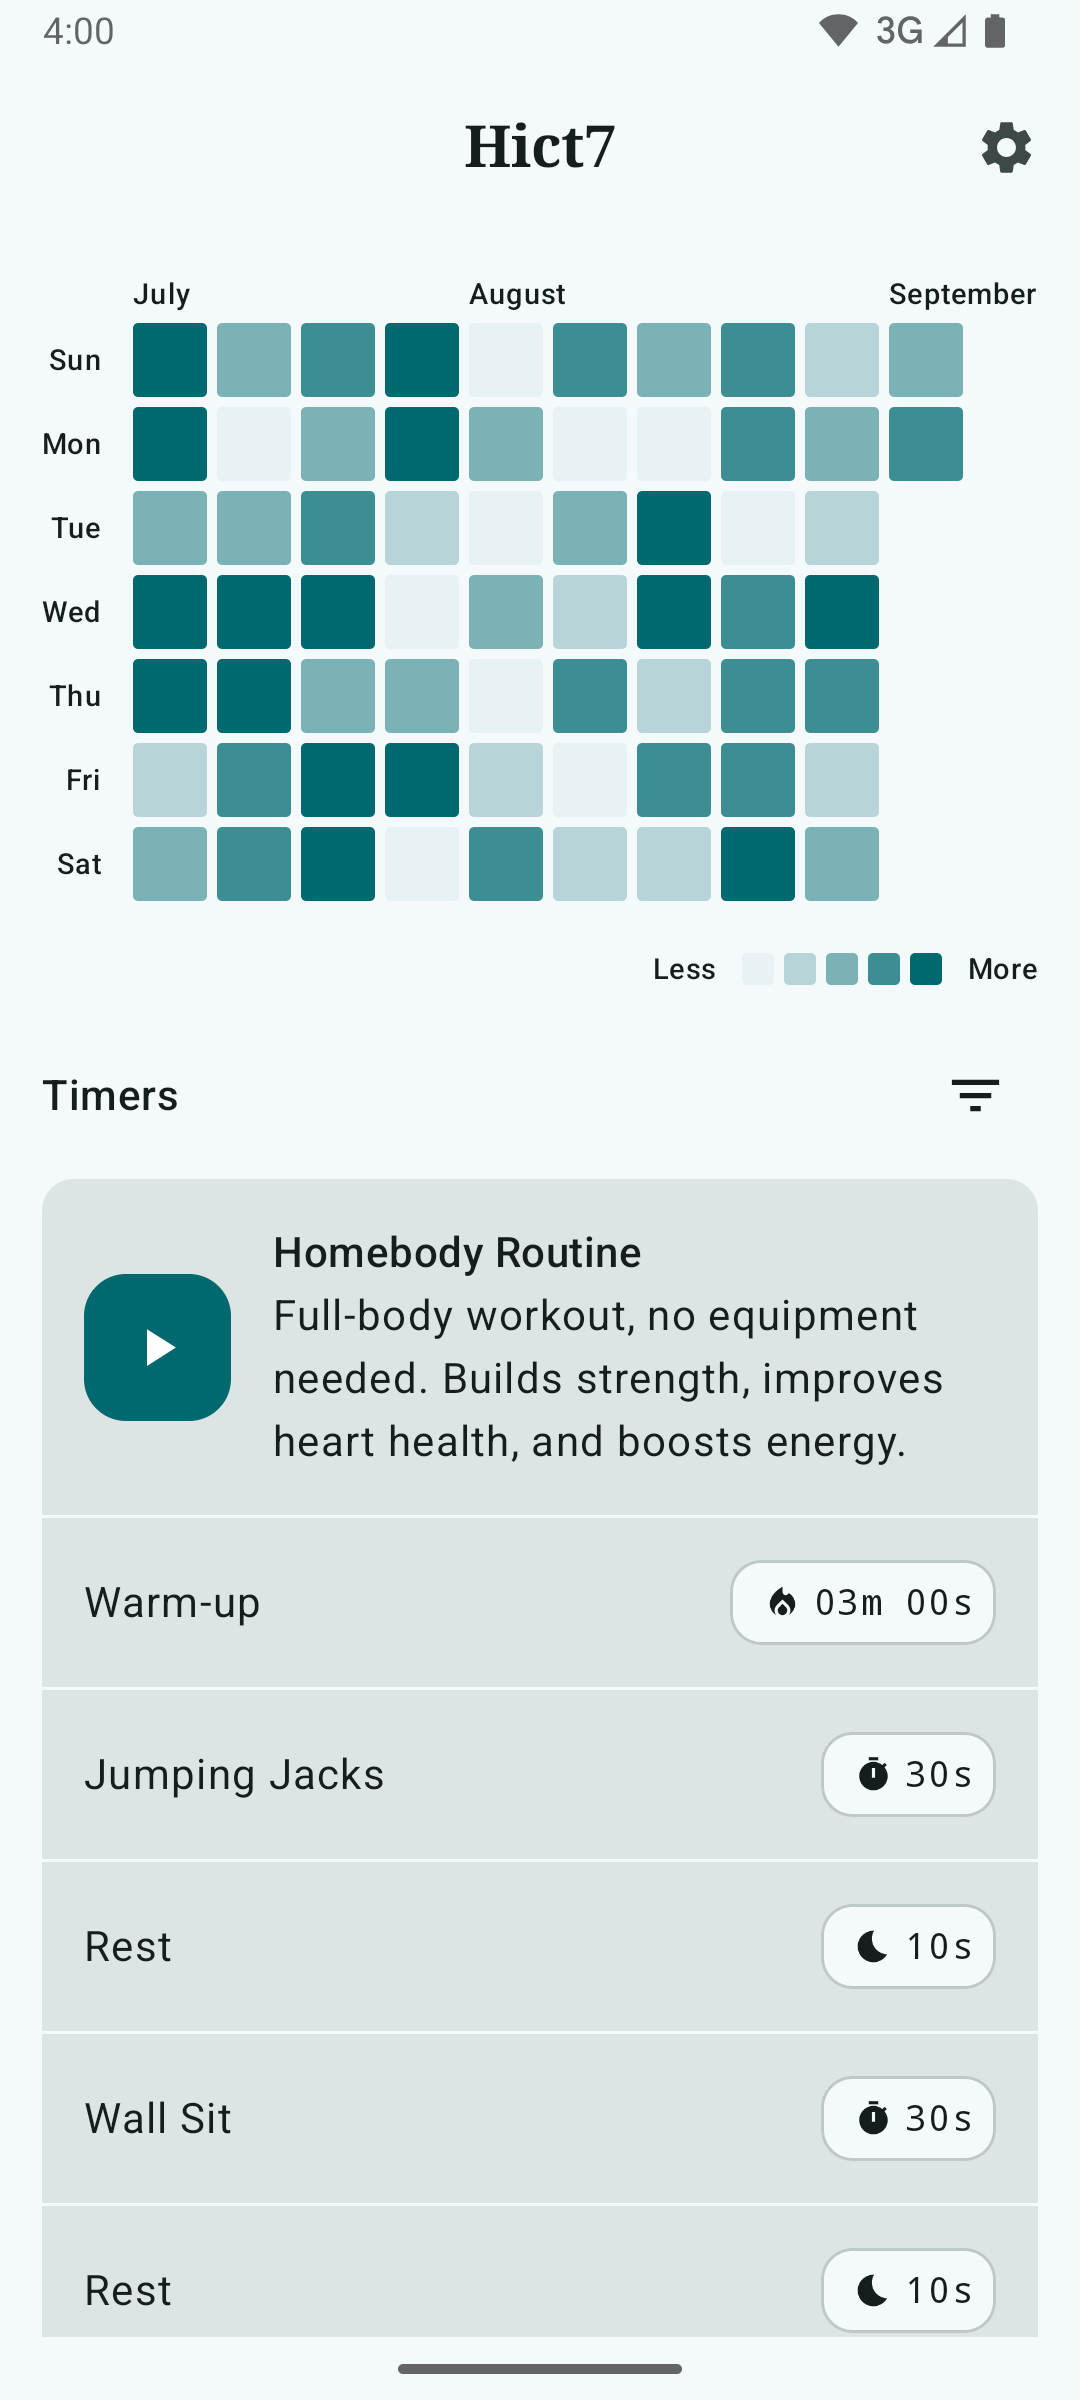 4:00
3G
Hict7
July August September
Sun
Mon
Tue
Wed
Thu
Fri
Sat
Less More
Timers
Homebody Routine
Full-body workout, no equipment
needed. Builds strength, improves
heart health, and boosts energy.
Warm-up 03m 00s
Jumping Jacks 30s
Rest 10s
Wall Sit 30s
Rest 10s